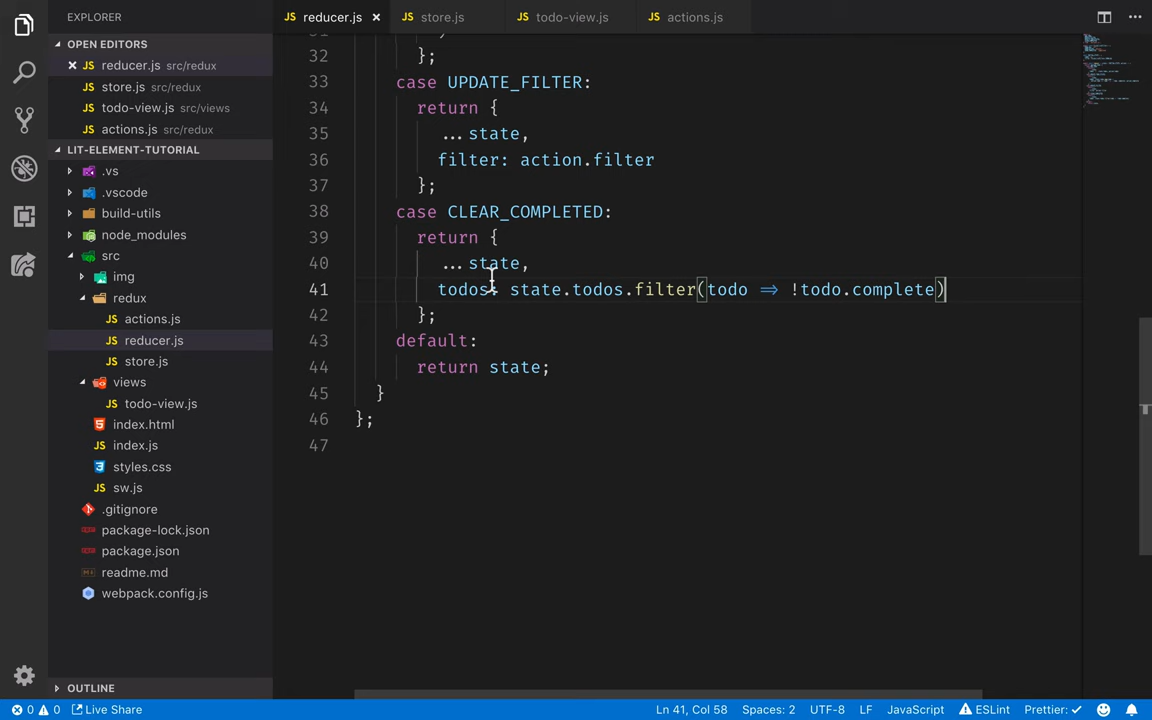 EXPLORER
OPEN EDITORS
reducer.js src/redux
store.js src/redux
todo-view.js src/views
actions.js src/redux
LIT-ELEMENT-TUTORIAL
.vs
.vscode
build-utils
node_modules
src
img
redux
actions.js
reducer.js
store.js
views
todo-view.js
index.html
index.js
styles.css
sw.js
.gitignore
package-lock.json
package.json
readme.md
webpack.config.js
OUTLINE
JS reducer.js
JS store.js
JS todo-view.js
JS actions.js
32 };
33 case UPDATE_FILTER:
34 return {
35 ...state,
36 filter: action.filter
37 };
38 case CLEAR_COMPLETED:
39 return {
40 ...state,
41 todos: state.todos.filter(todo => !todo.complete)
42 };
43 default:
44 return state;
45 }
46 };
47
0 0 Live Share Ln 41, Col 58 Spaces: 2 UTF-8 LF JavaScript ESLint Prettier: ✓